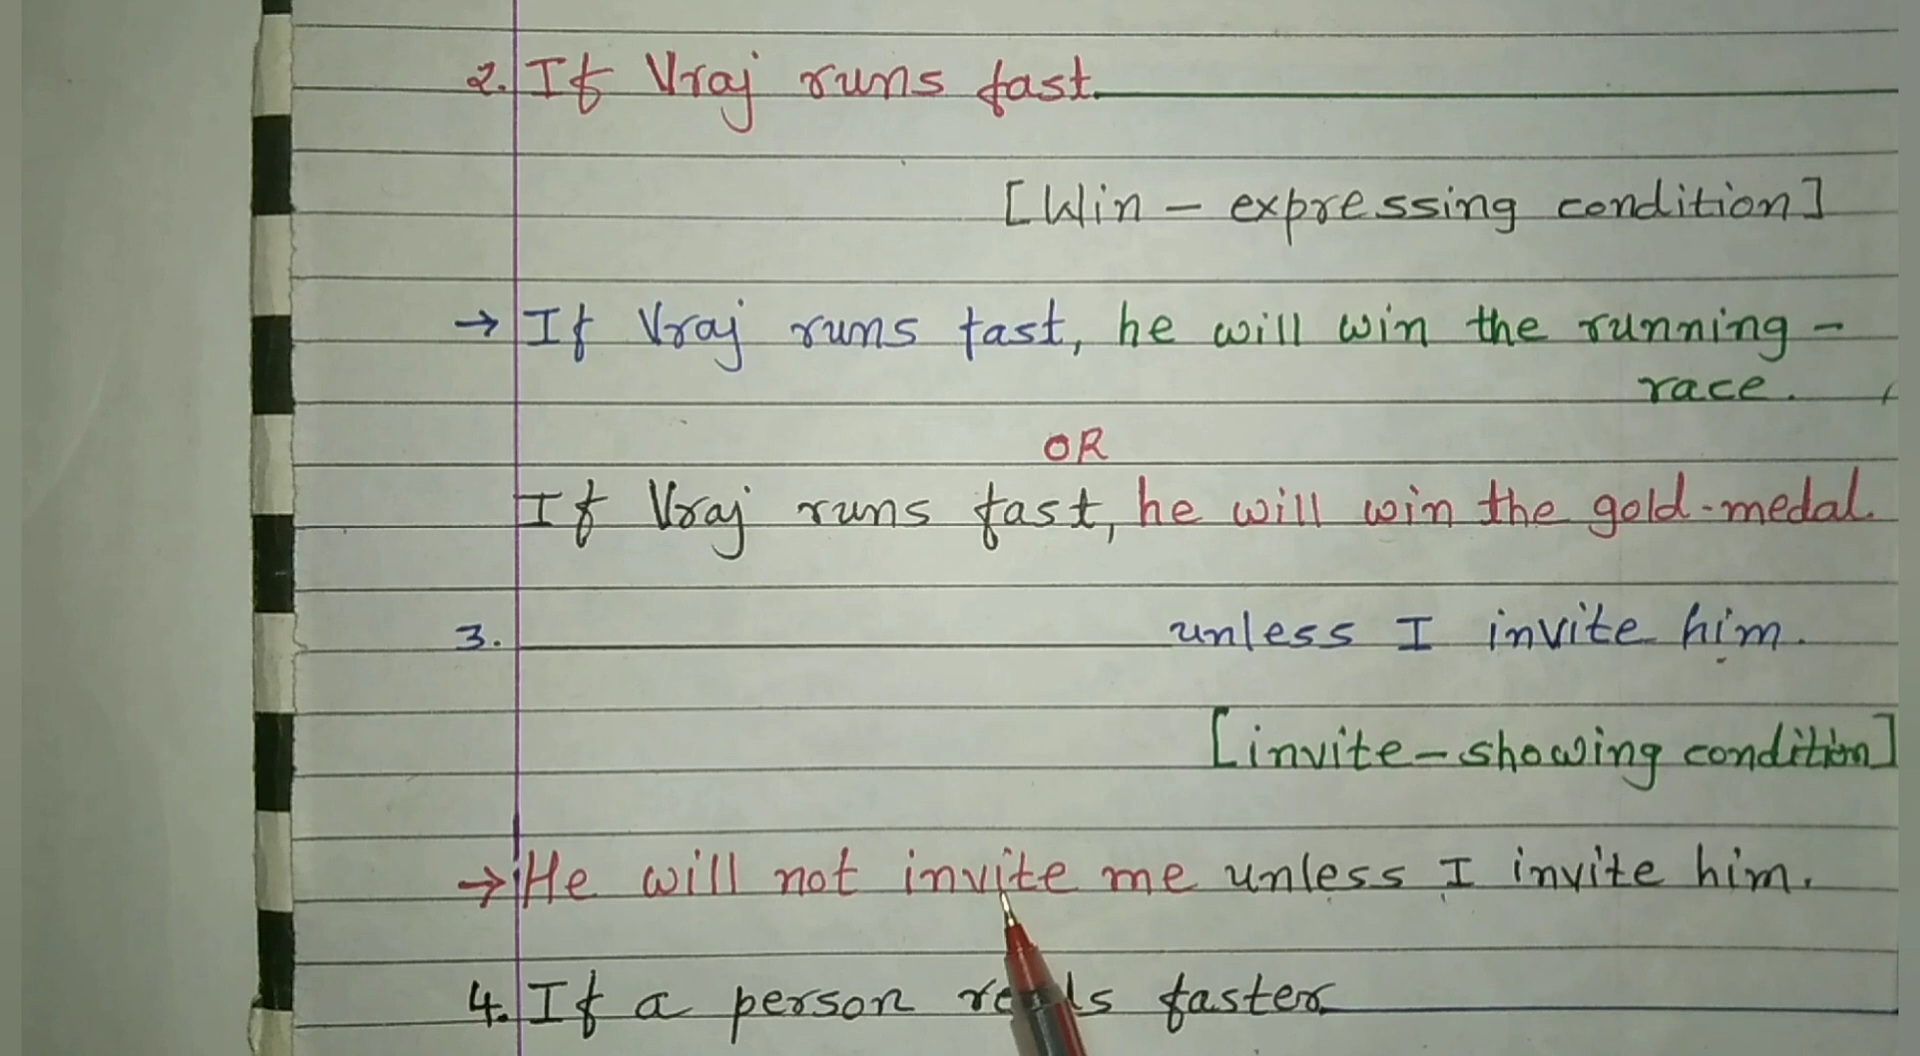 2. If Vraj runs fast.
[Win - expressing condition]
→ If Vraj runs fast, he will win the running-
race.
OR
If Vraj runs fast, he will win the gold-medal.
3. unless I invite him.
[invite-showing condition]
→ He will not invite me unless I invite him.
4. If a person faster